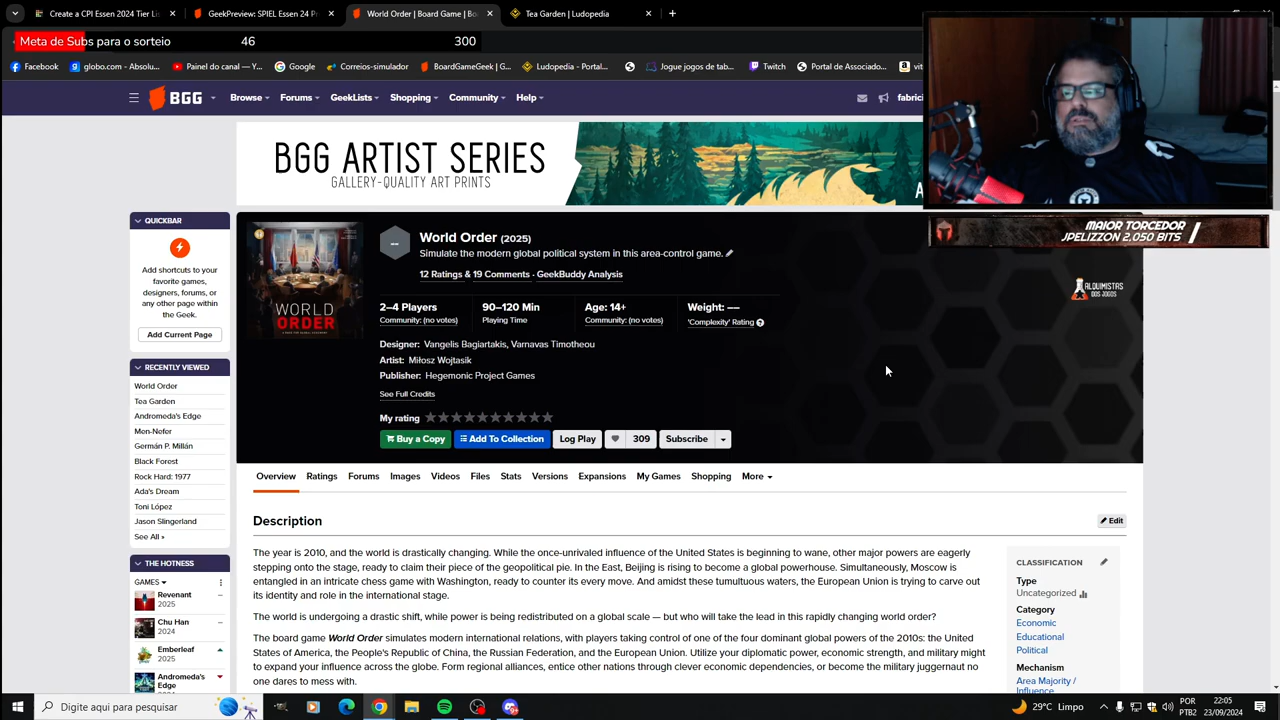 Create a CPI Essen 2024 Tier Lis
GeekPreview: SPIEL Essen 24 Pr
World Order | Board Game | Bo
Tea Garden | Ludopedia
Meta de Subs para o sorteio 46 300
Facebook
globo.com - Absolu...
Painel do canal — Y...
Google
Correios-simulador
BoardGameGeek | G...
Ludopedia - Portal...
Jogue jogos de tab...
Twitch
Portal de Associado...
BGG
Browse
Forums
GeekLists
Shopping
Community
Help
fabric
BGG ARTIST SERIES
GALLERY-QUALITY ART PRINTS
A
MAIOR TORCEDOR
JPELIZZON 2.050 BITS
QUICKBAR
Add shortcuts to your
favorite games,
designers, forums, or
any other page within
the Geek.
Add Current Page
RECENTLY VIEWED
World Order
Tea Garden
Andromeda's Edge
Men-Nefer
Germán P. Millán
Black Forest
Rock Hard: 1977
Ada's Dream
Toni López
Jason Slingerland
See All »
THE HOTNESS
GAMES
Revenant
2025
Chu Han
2024
Emberleaf
2025
Andromeda's
Edge
WORLD
ORDER
--
World Order (2025)
Simulate the modern global political system in this area-control game.
12 Ratings & 19 Comments · GeekBuddy Analysis
2–4 Players
Community: (no votes)
90–120 Min
Playing Time
Age: 14+
Community: (no votes)
Weight: ––
'Complexity' Rating
Designer: Vangelis Bagiartakis, Varnavas Timotheou
Artist: Miłosz Wojtasik
Publisher: Hegemonic Project Games
See Full Credits
My rating
Buy a Copy
Add To Collection
Log Play
309
Subscribe
ALQUIMISTAS
DOS JOGOS
Overview
Ratings
Forums
Images
Videos
Files
Stats
Versions
Expansions
My Games
Shopping
More
Description
Edit
The year is 2010, and the world is drastically changing. While the once-unrivaled influence of the United States is beginning to wane, other major powers are eagerly
stepping onto the stage, ready to claim their piece of the geopolitical pie. In the East, Beijing is rising to become a global powerhouse. Simultaneously, Moscow is
entangled in an intricate chess game with Washington, ready to counter its every move. And amidst these tumultuous waters, the European Union is trying to carve out
its identity and role in the international stage.
The world is undergoing a drastic shift, while power is being redistributed on a global scale — but who will take the lead in this rapidly changing world order?
The board game World Order simulates modern international relations, with players taking control of one of the four dominant global powers of the 2010s: the United
States of America, the People's Republic of China, the Russian Federation, and the European Union. Utilize your diplomatic power, economic strength, and military might
to expand your influence across the globe. Form regional alliances, entice other nations through clever economic dependencies, or become the military juggernaut no
one dares to mess with.
CLASSIFICATION
Type
Uncategorized
Category
Economic
Educational
Political
Mechanism
Area Majority /
Influence
Digite aqui para pesquisar
29°C Limpo
POR
PTB2
22:05
23/09/2024